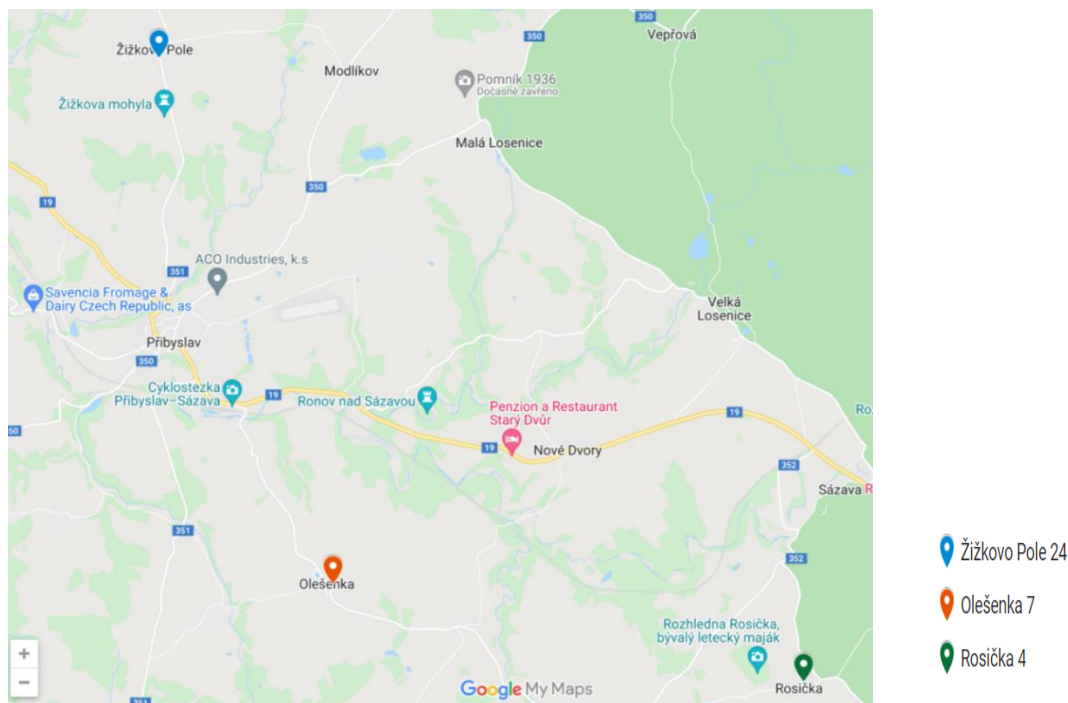 350
Vepřová
350
Žižkovo Pole
Modlíkov
Pomník 1936
Dočasně zavřeno
Žižkova mohyla
Malá Losenice
350
19
ACO Industries, k.s
351
Savencia Fromage &
Dairy Czech Republic, as
Velká
Losenice
Přibyslav
350
Cyklostezka
Přibyslav–Sázava
19
Ronov nad Sázavou
Penzion a Restaurant
Starý Dvůr
19
50
19
Nové Dvory
352
Sázava
351
352
Olešenka
Rozhledna Rosička,
bývalý letecký maják
Rosička
351
+
−
Google My Maps
Žižkovo Pole 24
Olešenka 7
Rosička 4